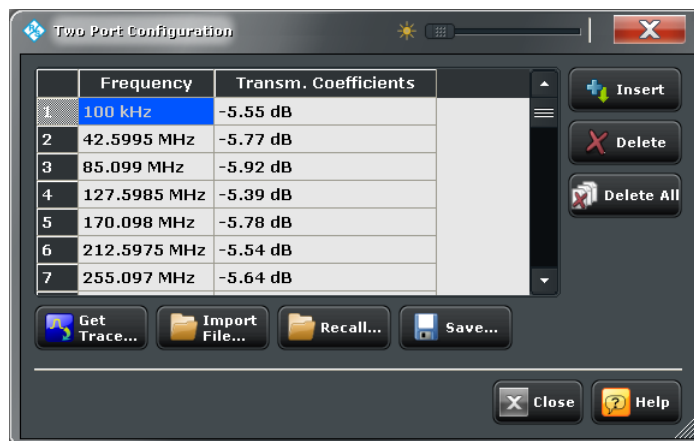 Two Port Configuration
Frequency Transm. Coefficients
1 100 kHz -5.55 dB
2 42.5995 MHz -5.77 dB
3 85.099 MHz -5.92 dB
4 127.5985 MHz -5.39 dB
5 170.098 MHz -5.78 dB
6 212.5975 MHz -5.54 dB
7 255.097 MHz -5.64 dB
Insert
Delete
Delete All
Get
Trace...
Import
File...
Recall...
Save...
Close
Help